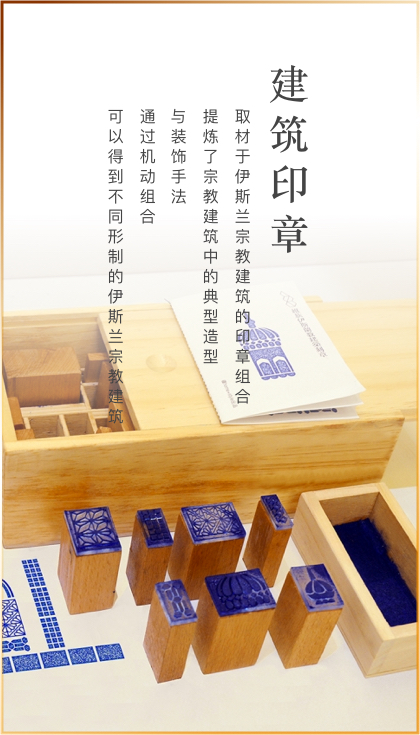 建筑印章
取材于伊斯兰宗教建筑的印章组合
提炼了宗教建筑中的典型造型
与装饰手法
通过机动组合
可以得到不同形制的伊斯兰宗教建筑